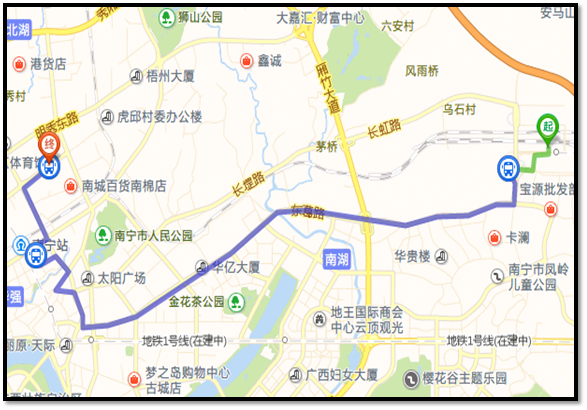 狮山公园
大嘉汇·财富中心
安马山
北湖
六安村
港货店
鑫诚
梧州大厦
风雨桥
湘竹大道
秀村
虎邱村委办公楼
乌石村
明秀东路
长虹路
起
终
茅桥
体育馆
南城百货南棉店
长堽路
宝源批发部
东葛路
南宁市人民公园
卡澜
南宁站
华贵楼
南湖
华亿大厦
太阳广场
南宁市凤岭
儿童公园
强
金花茶公园
地王国际商会
中心云顶观光
地铁1号线(在建中)
地铁1号线(在建中)
原·天际
梦之岛购物中心
古城店
广西妇女大厦
樱花谷主题乐园